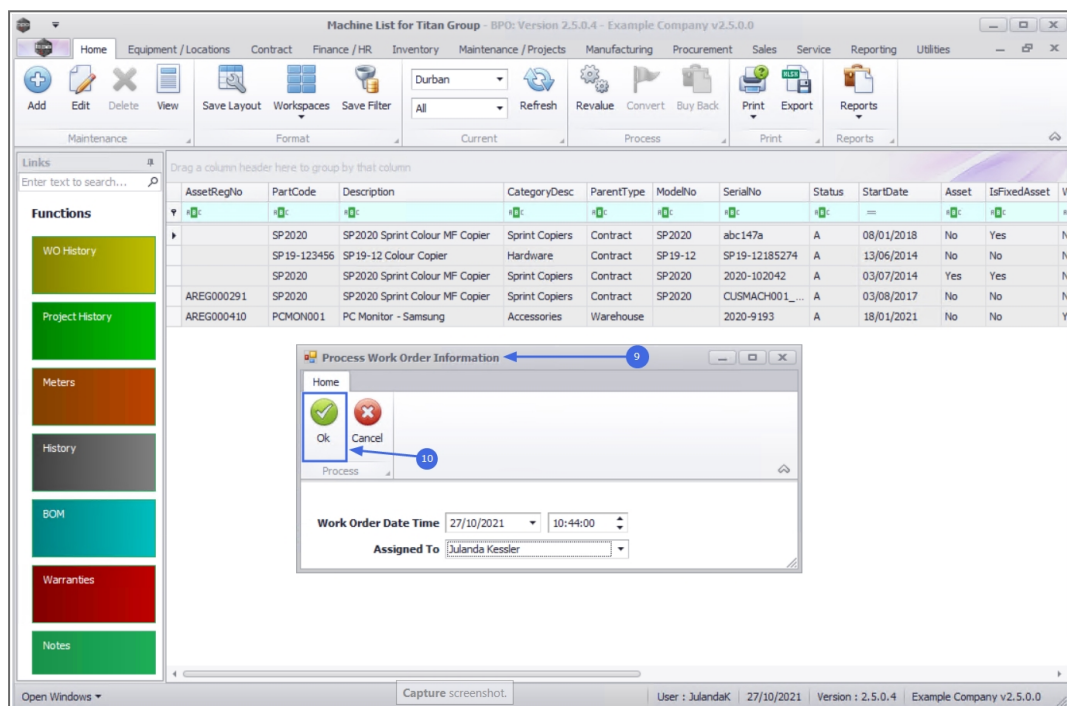 Machine List for Titan Group - BPO: Version 2.5.0.4 - Example Company v2.5.0.0
Home Equipment / Locations Contract Finance / HR Inventory Maintenance / Projects Manufacturing Procurement Sales Service Reporting Utilities
Durban
All
Add Edit Delete View Save Layout Workspaces Save Filter Refresh Revalue Convert Buy Back Print Export Reports
Maintenance Format Current Process Print Reports
Links
Drag a column header here to group by that column
Enter text to search...
AssetRegNo PartCode Description CategoryDesc ParentType ModelNo SerialNo Status StartDate Asset IsFixedAsset
Functions
SP2020 SP2020 Sprint Colour MF Copier Sprint Copiers Contract SP2020 abc147a A 08/01/2018 No Yes
SP19-123456 SP19-12 Colour Copier Hardware Contract SP19-12 SP19-12185274 A 13/06/2014 No No
SP2020 SP2020 Sprint Colour MF Copier Sprint Copiers Contract SP2020 2020-102042 A 03/07/2014 Yes Yes
AREG000291 SP2020 SP2020 Sprint Colour MF Copier Sprint Copiers Contract SP2020 CUSMACH001_... A 03/08/2017 No No
AREG000410 PCMON001 PC Monitor - Samsung Accessories Warehouse 2020-9193 A 18/01/2021 No No
WO History
Project History
Meters
History
BOM
Warranties
Notes
Process Work Order Information 9
Home
Ok Cancel
10
Process
Work Order Date Time 27/10/2021 10:44:00
Assigned To Julanda Kessler
Open Windows
Capture screenshot.
User : JulandaK 27/10/2021 Version : 2.5.0.4 Example Company v2.5.0.0